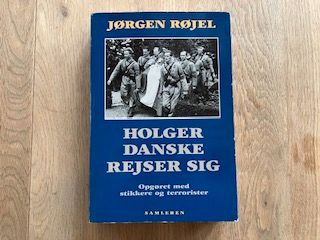 JØRGEN RØJEL
HOLGER
DANSKE
REJSER SIG
Opgøret med
stikkere og terrorister
SAMLEREN